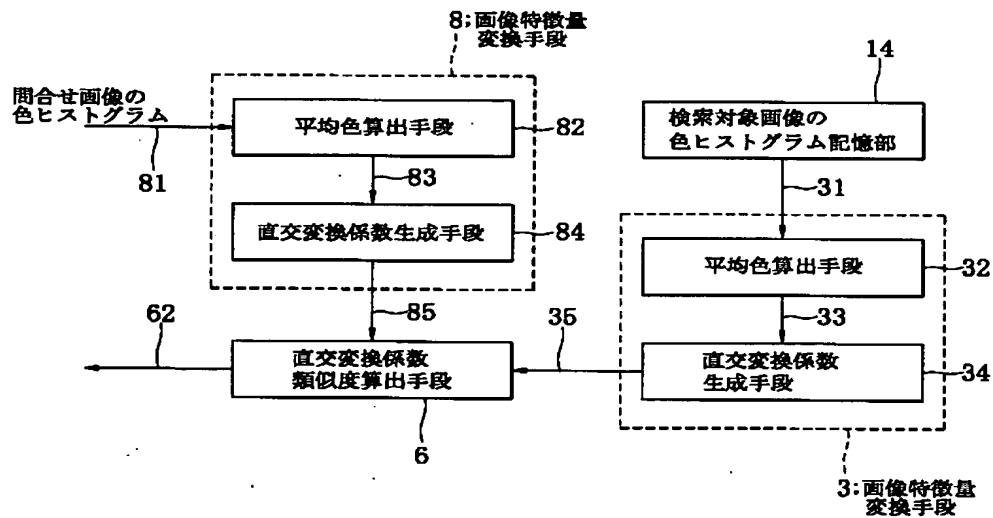 8;画像特徴量
変換手段
14
問合せ画像の
色ヒストグラム
81
平均色算出手段
82
検索対象画像の
色ヒストグラム記憶部
83
31
直交変換係数生成手段
84
平均色算出手段
32
62
85
35
33
直交変換係数
類似度算出手段
直交変換係数
生成手段
34
6
3;画像特徴量
変換手段